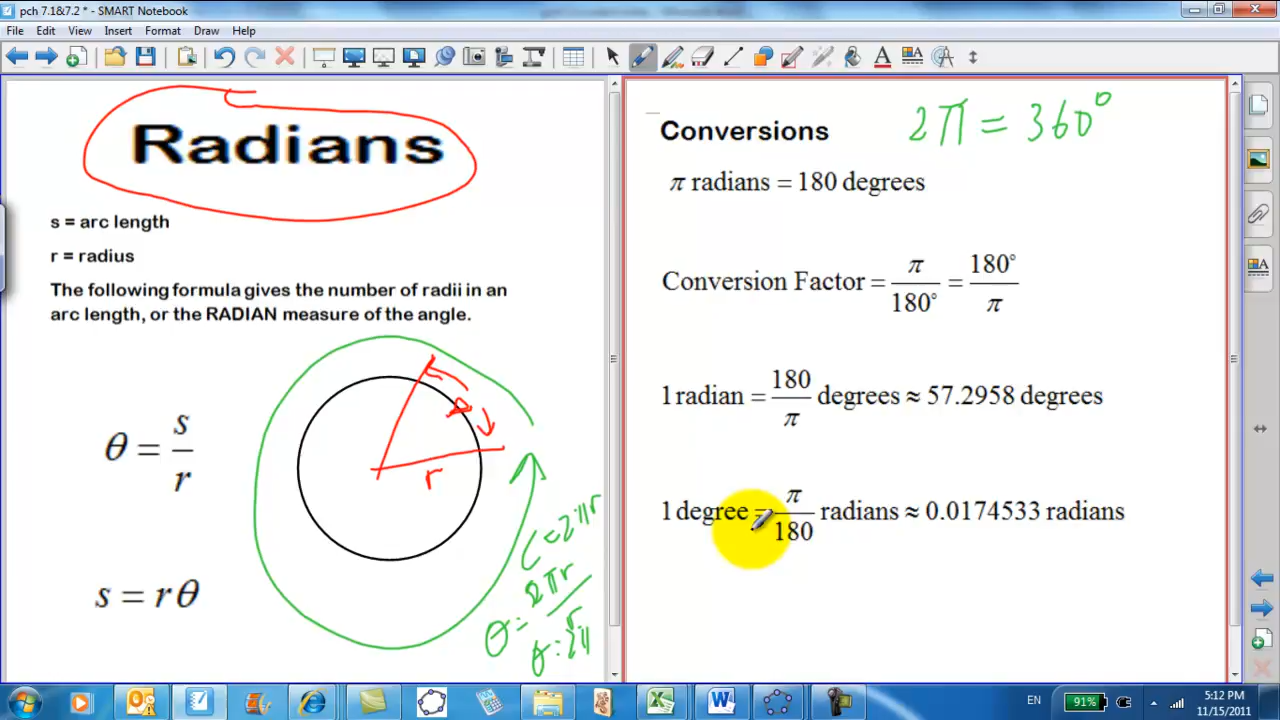 pch 7.1&7.2 * - SMART Notebook
File Edit View Insert Format Draw Help
Radians
s = arc length
r = radius
The following formula gives the number of radii in an
arc length, or the RADIAN measure of the angle.
θ = s/r
s = rθ
r
C=2πr
θ=2πr/r
θ=2π
Conversions
2π = 360°
π radians = 180 degrees
Conversion Factor = π/180° = 180°/π
1 radian = 180/π degrees ≈ 57.2958 degrees
1 degree = π/180 radians ≈ 0.0174533 radians
EN
91%
5:12 PM
11/15/2011